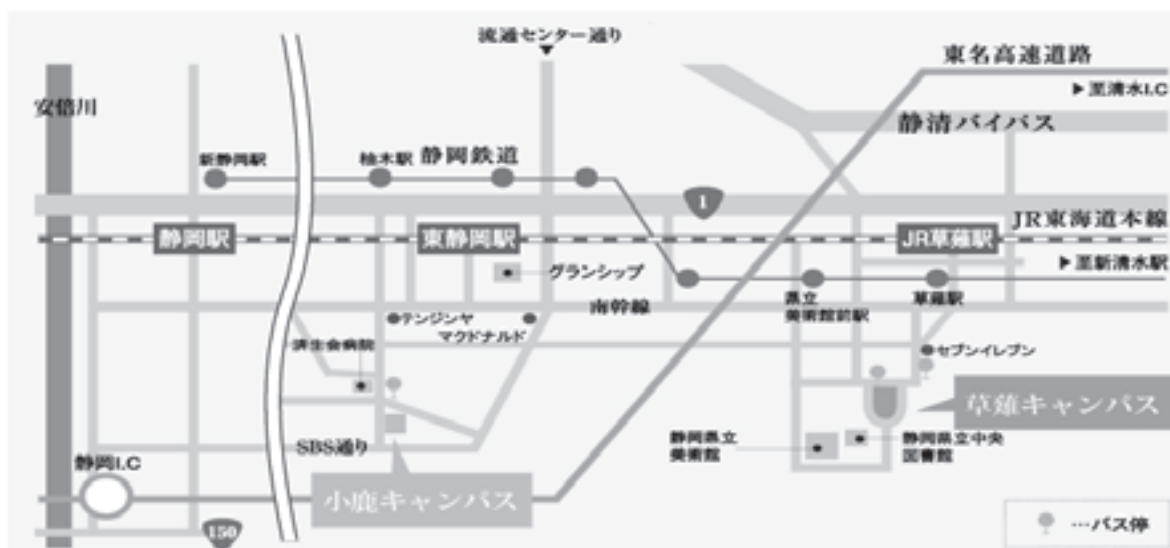 流通センター通り
東名高速道路
▶至清水I.C
安倍川
静清バイパス
新静岡駅
柚木駅
静岡鉄道
1
JR東海道本線
静岡駅
東静岡駅
JR草薙駅
▶至新清水駅
グランシップ
南幹線
県立
美術館前駅
草薙駅
テンジンヤ
マクドナルド
済生会病院
セブンイレブン
草薙キャンパス
SBS通り
静岡県立
美術館
静岡県立中央
図書館
静岡I.C
小鹿キャンパス
150
…バス停